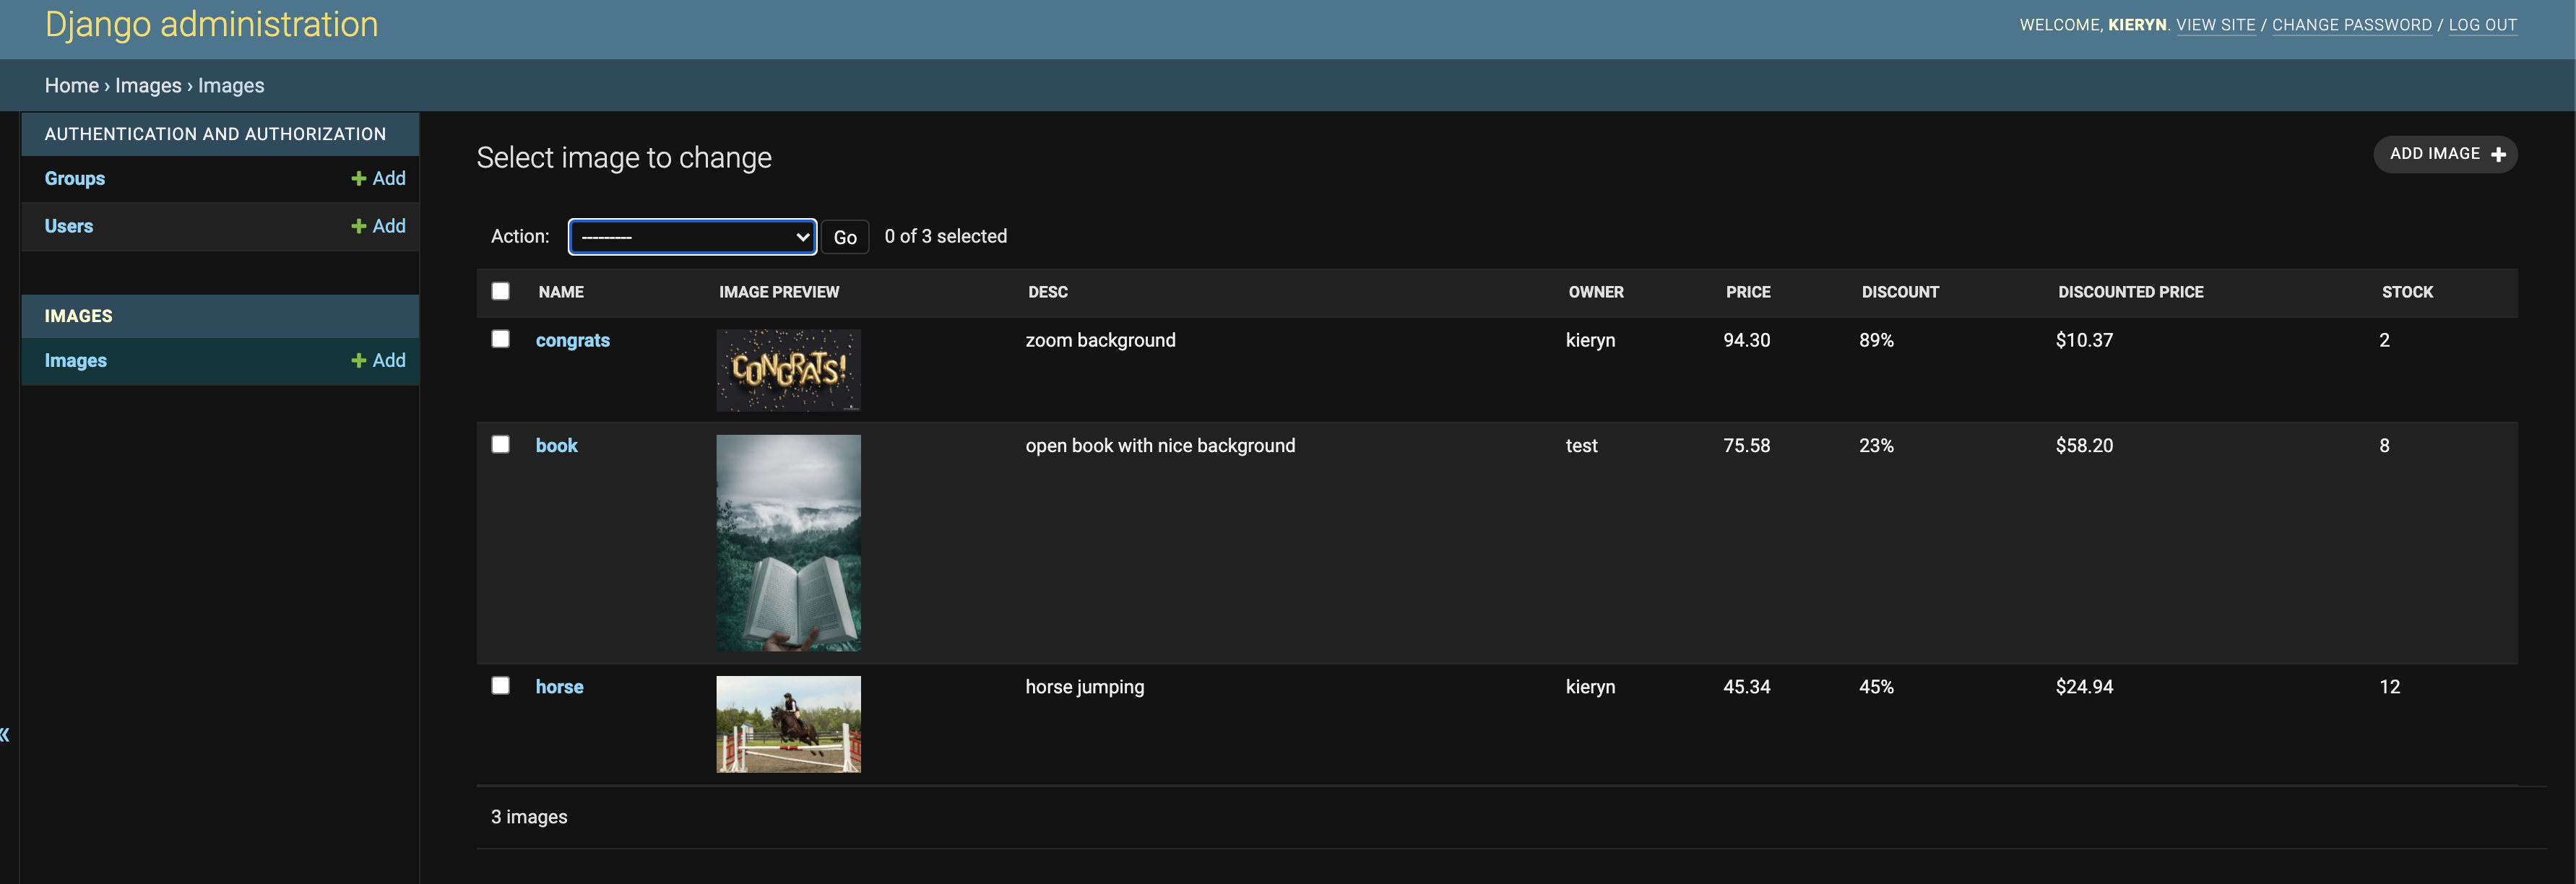 Django administration
WELCOME, KIERYN. VIEW SITE / CHANGE PASSWORD / LOG OUT
Home › Images › Images
AUTHENTICATION AND AUTHORIZATION
Groups + Add
Users + Add
IMAGES
Images + Add
«
Select image to change
ADD IMAGE +
Action: --------- Go 0 of 3 selected
NAME IMAGE PREVIEW DESC OWNER PRICE DISCOUNT DISCOUNTED PRICE STOCK
congrats CONGRATS! zoom background kieryn 94.30 89% $10.37 2
book open book with nice background test 75.58 23% $58.20 8
horse horse jumping kieryn 45.34 45% $24.94 12
3 images